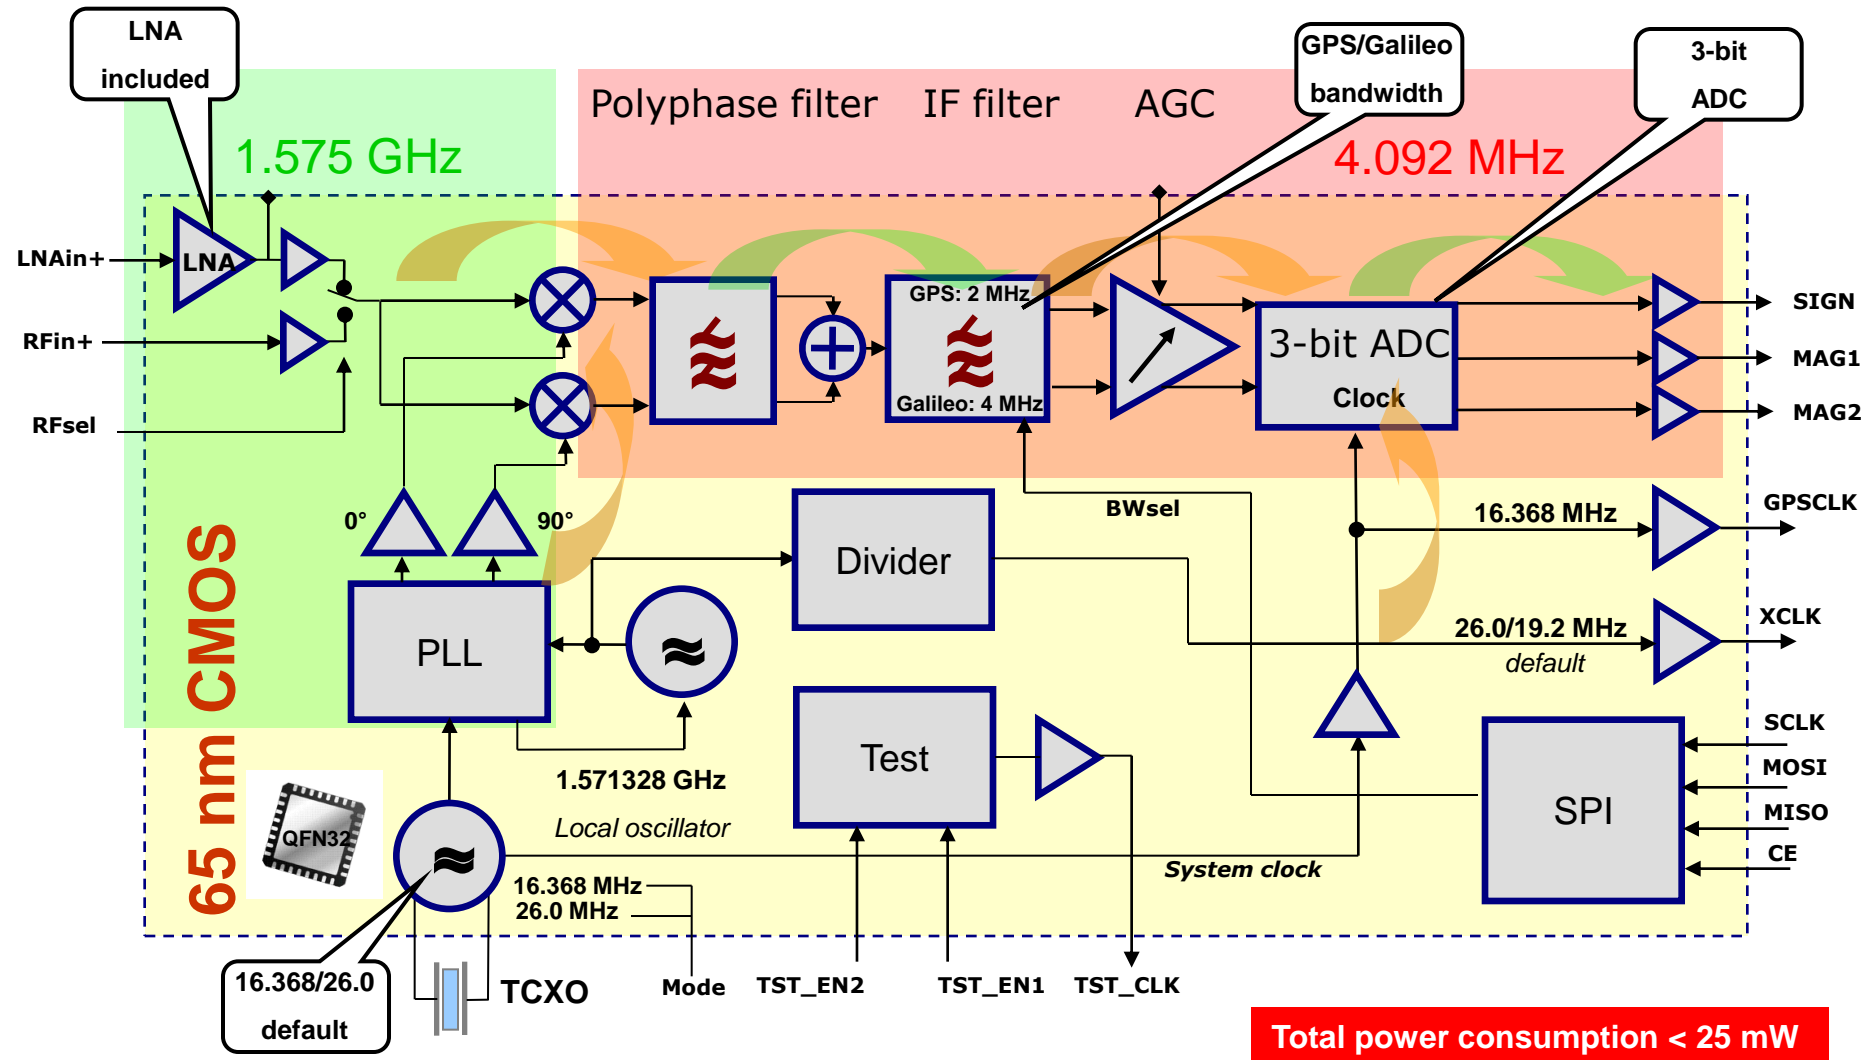 LNA
included
GPS/Galileo
bandwidth
3-bit
ADC
Polyphase filter
IF filter
AGC
1.575 GHz
4.092 MHz
LNAin+
LNA
GPS: 2 MHz
SIGN
RFin+
3-bit ADC
MAG1
Galileo: 4 MHz
Clock
MAG2
RFsel
0°
90°
BWsel
16.368 MHz
GPSCLK
Divider
65 nm CMOS
PLL
26.0/19.2 MHz
default
XCLK
SCLK
Test
MOSI
1.571328 GHz
Local oscillator
SPI
MISO
QFN32
CE
System clock
16.368 MHz
26.0 MHz
16.368/26.0
default
TCXO
Mode
TST_EN2
TST_EN1
TST_CLK
Total power consumption < 25 mW